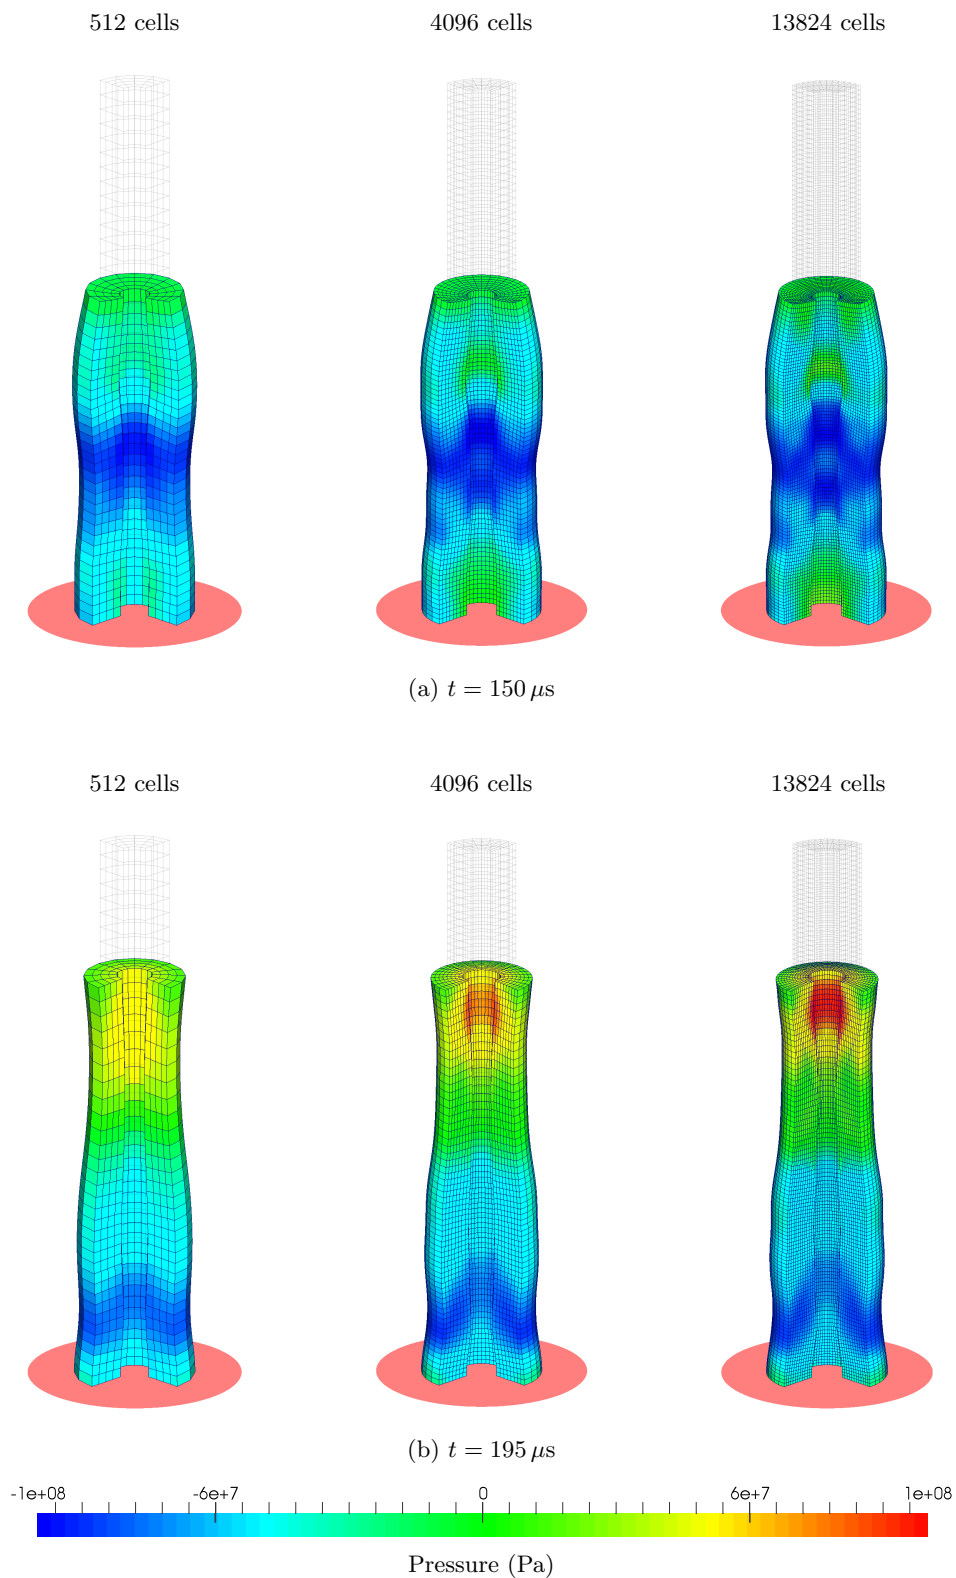 512 cells 4096 cells 13824 cells
(a) t = 150 μs
512 cells 4096 cells 13824 cells
(b) t = 195 μs
-1e+08 -6e+7 0 6e+7 1e+08
Pressure (Pa)